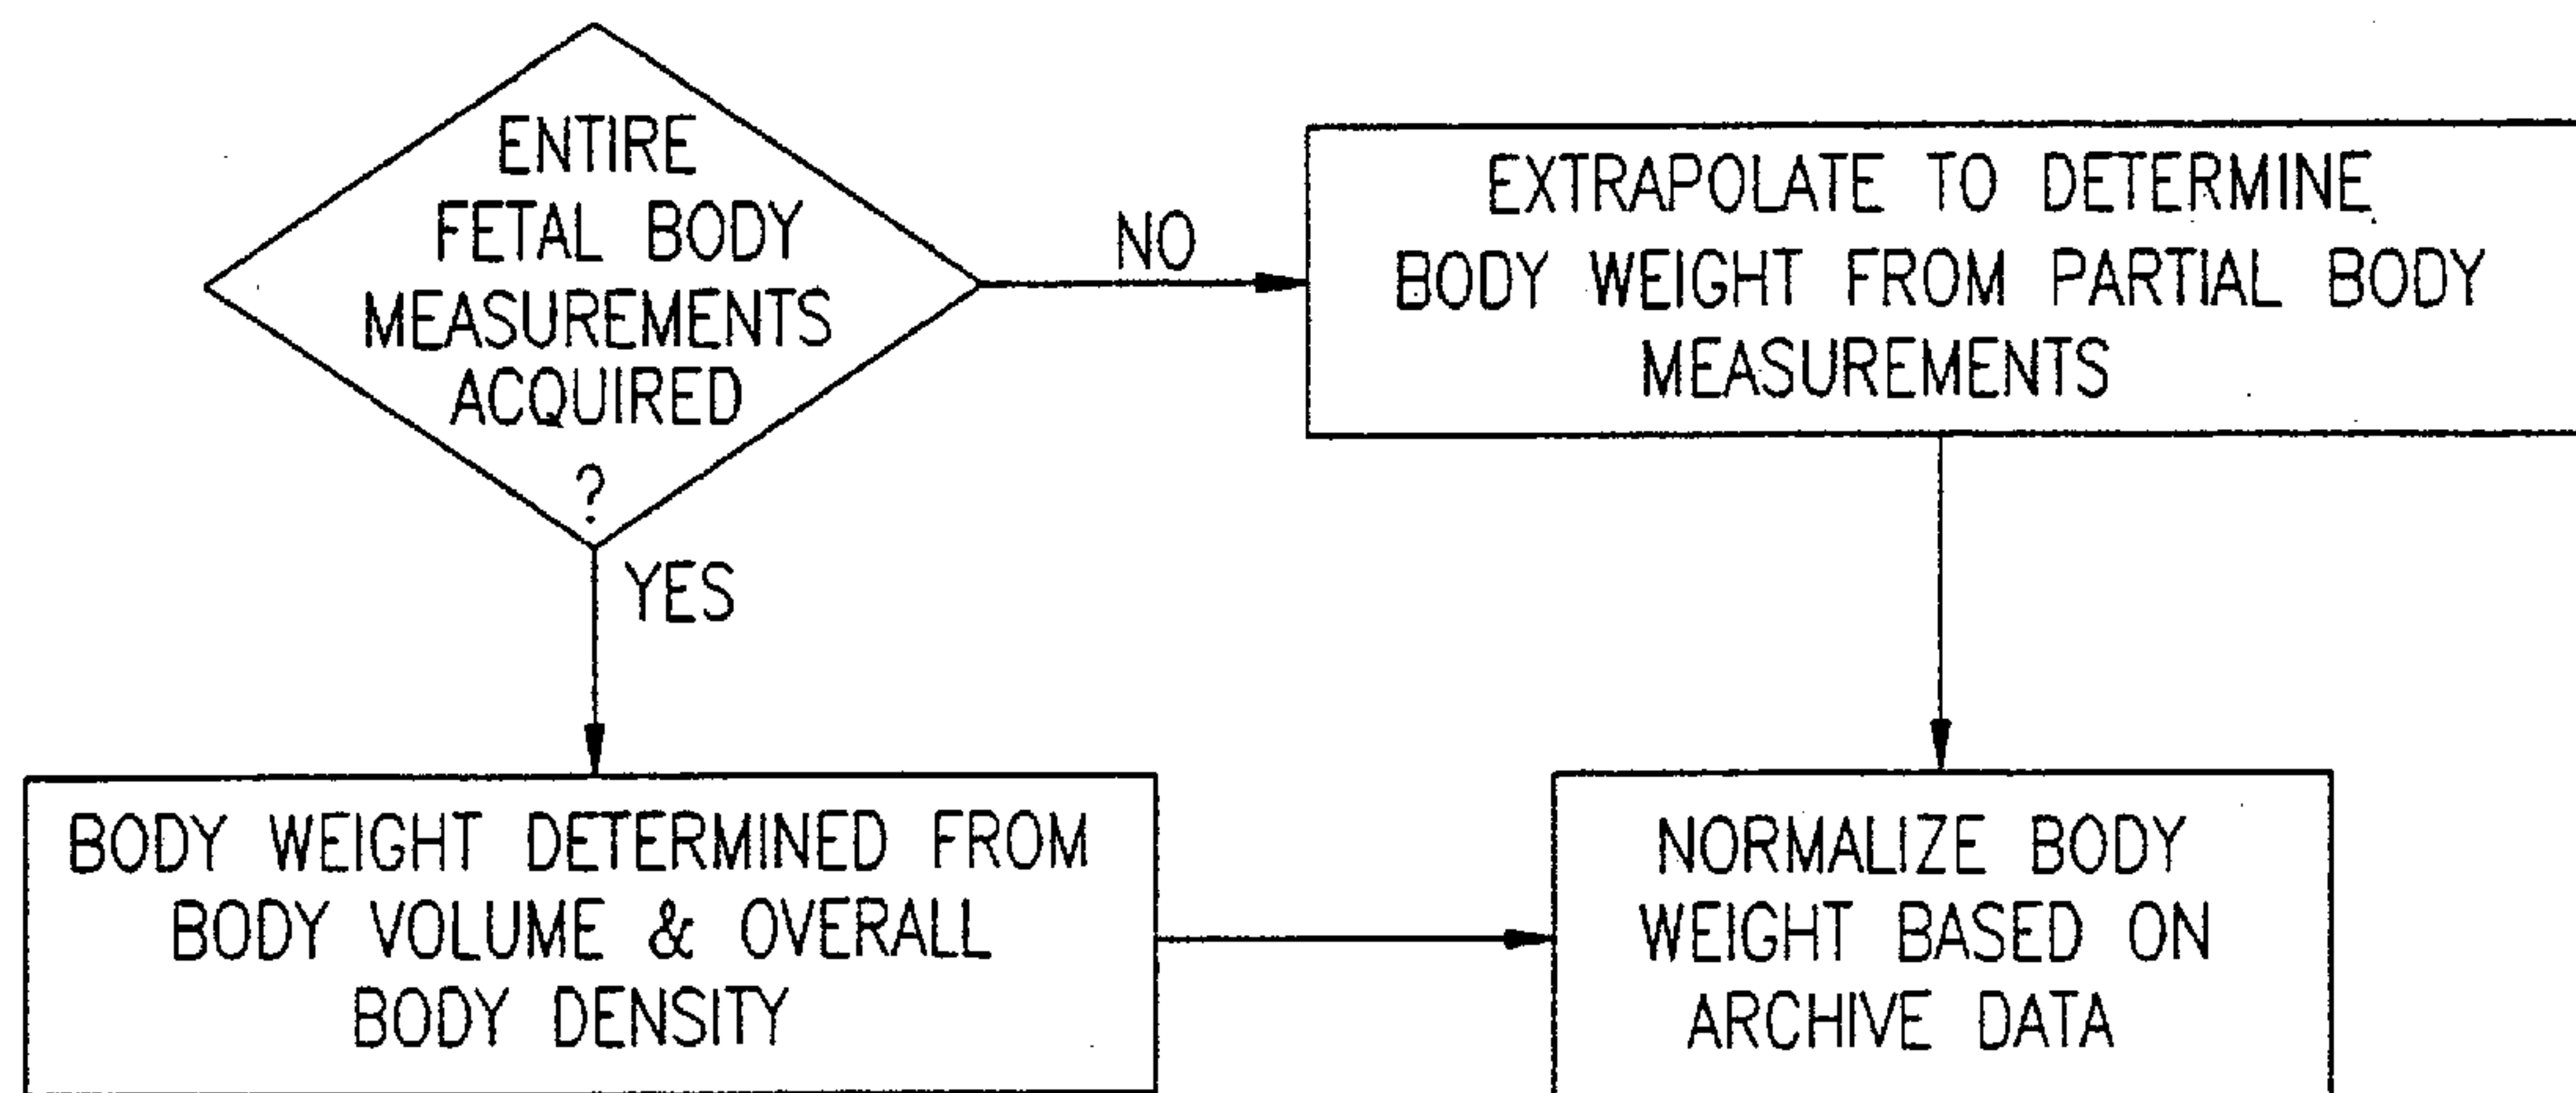 ENTIRE
FETAL BODY
MEASUREMENTS
ACQUIRED
?
NO
EXTRAPOLATE TO DETERMINE
BODY WEIGHT FROM PARTIAL BODY
MEASUREMENTS
YES
BODY WEIGHT DETERMINED FROM
BODY VOLUME & OVERALL
BODY DENSITY
NORMALIZE BODY
WEIGHT BASED ON
ARCHIVE DATA